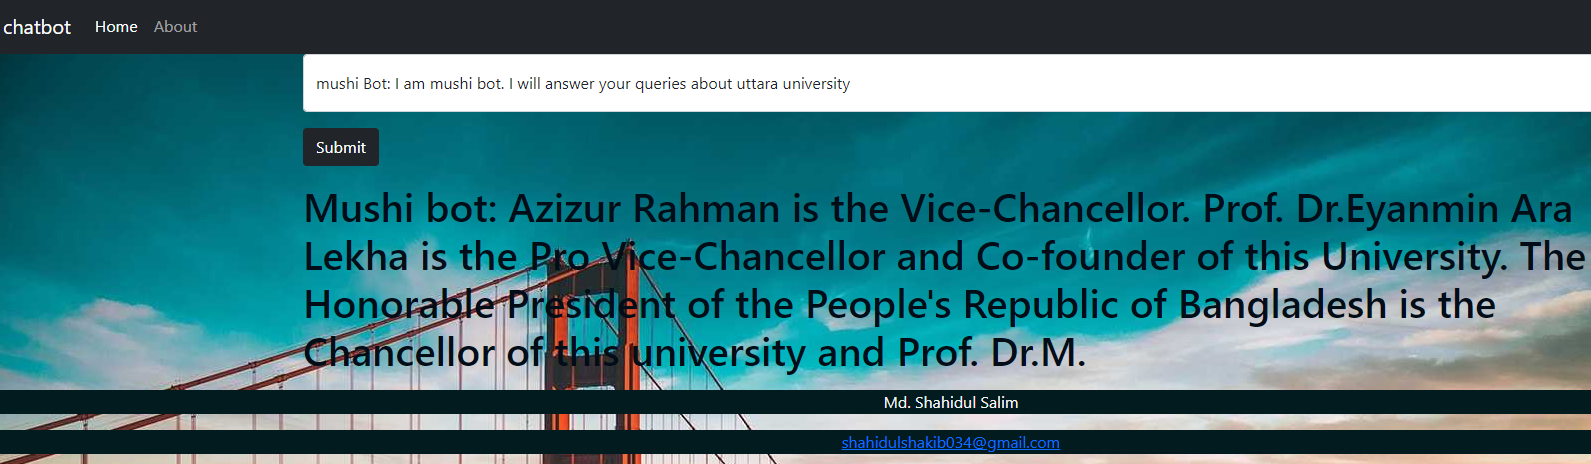 chatbot Home About
mushi Bot: I am mushi bot. I will answer your queries about uttara university
Submit
Mushi bot: Azizur Rahman is the Vice-Chancellor. Prof. Dr.Eyanmin Ara
Lekha is the Pro Vice-Chancellor and Co-founder of this University. The
Honorable President of the People's Republic of Bangladesh is the
Chancellor of this university and Prof. Dr.M.
Md. Shahidul Salim
shahidulshakib034@gmail.com